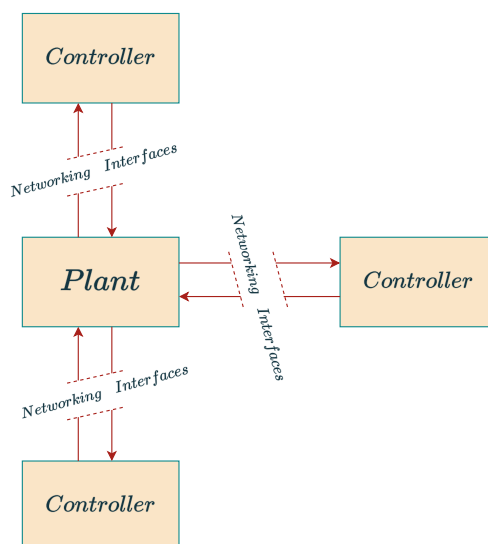 Controller
Networking Interfaces
Plant
Networking Interfaces
Controller
Networking Interfaces
Controller